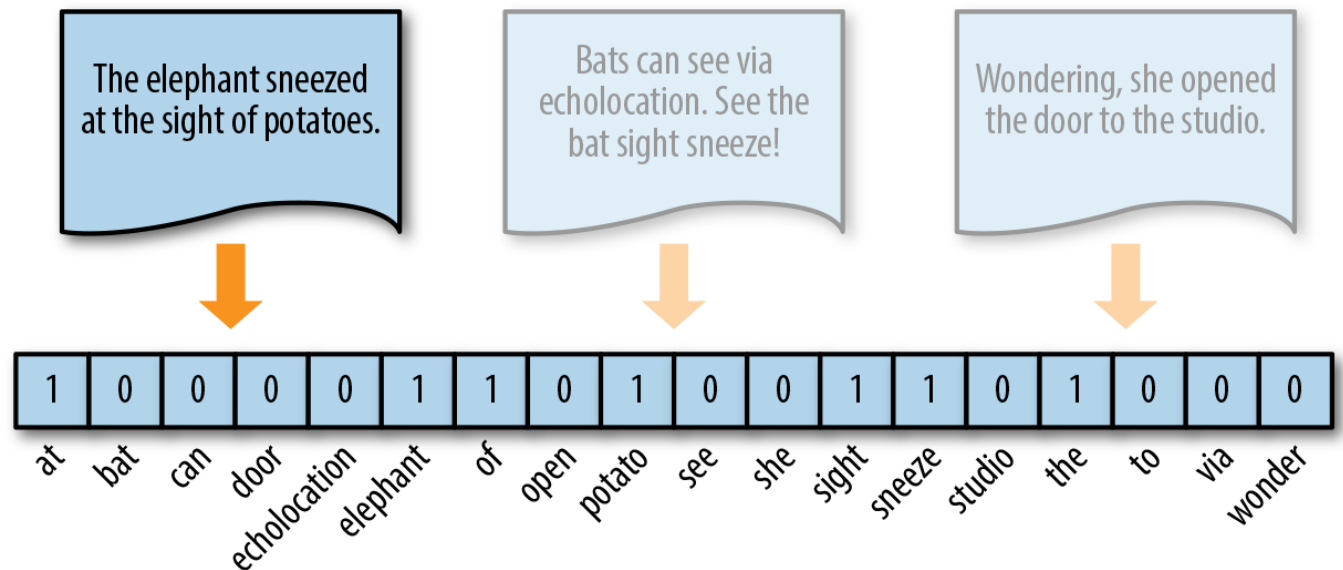 The elephant sneezed
at the sight of potatoes.
Bats can see via
echolocation. See the
bat sight sneeze!
Wondering, she opened
the door to the studio.
1 0 0 0 0 1 1 0 1 0 0 1 1 0 1 0 0 0
at bat can door echolocation elephant of open potato see she sight sneeze studio the to via wonder